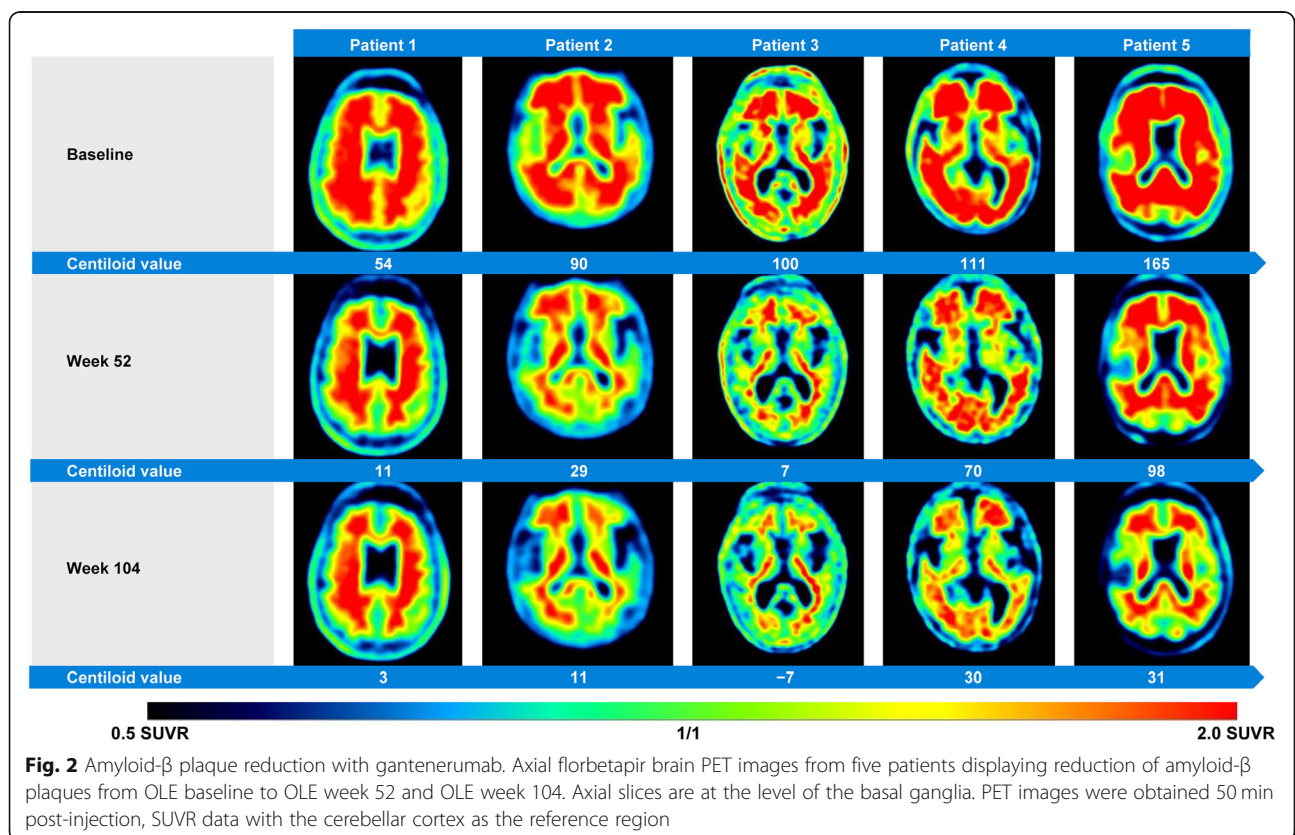 Patient 1 Patient 2 Patient 3 Patient 4 Patient 5
Baseline
Centiloid value 54 90 100 111 165
Week 52
Centiloid value 11 29 7 70 98
Week 104
Centiloid value 3 11 −7 30 31
0.5 SUVR 1/1 2.0 SUVR
Fig. 2 Amyloid-β plaque reduction with gantenerumab. Axial florbetapir brain PET images from five patients displaying reduction of amyloid-β
plaques from OLE baseline to OLE week 52 and OLE week 104. Axial slices are at the level of the basal ganglia. PET images were obtained 50 min
post-injection, SUVR data with the cerebellar cortex as the reference region